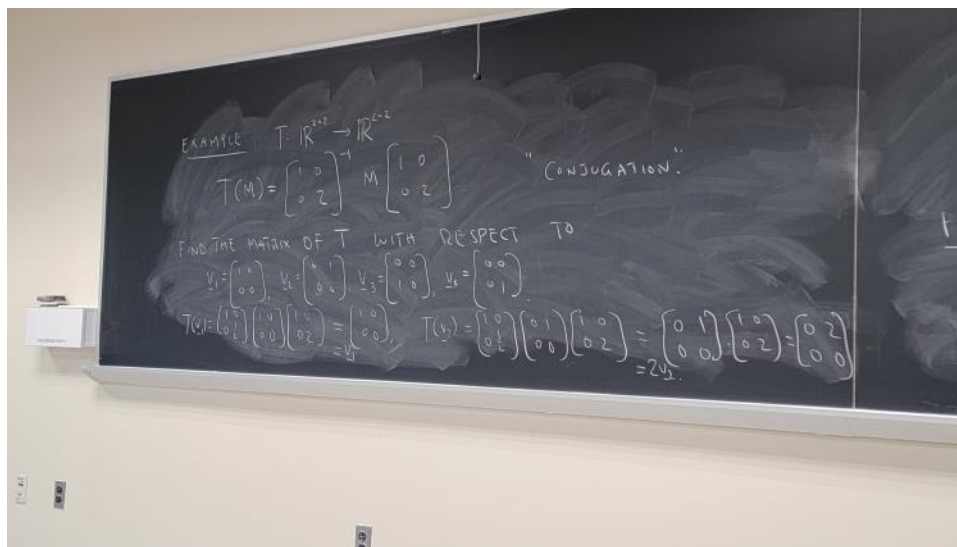 EXAMPLE T: ℝ²ˣ² → ℝ²ˣ²
T(M) = [1 0; 0 2]⁻¹ M [1 0; 0 2] "CONJUGATION."
FIND THE MATRIX OF T WITH RESPECT TO
v₁ = [1 0; 0 0], v₂ = [0 1; 0 0], v₃ = [0 0; 1 0], v₄ = [0 0; 0 1].
T(v₁) = [1 0; 0 ½][1 0; 0 0][1 0; 0 2] = [1 0; 0 0], T(v₂) = [1 0; 0 ½][0 1; 0 0][1 0; 0 2] = [0 1; 0 0][1 0; 0 2] = [0 2; 0 0]
= v₁ = 2v₂.